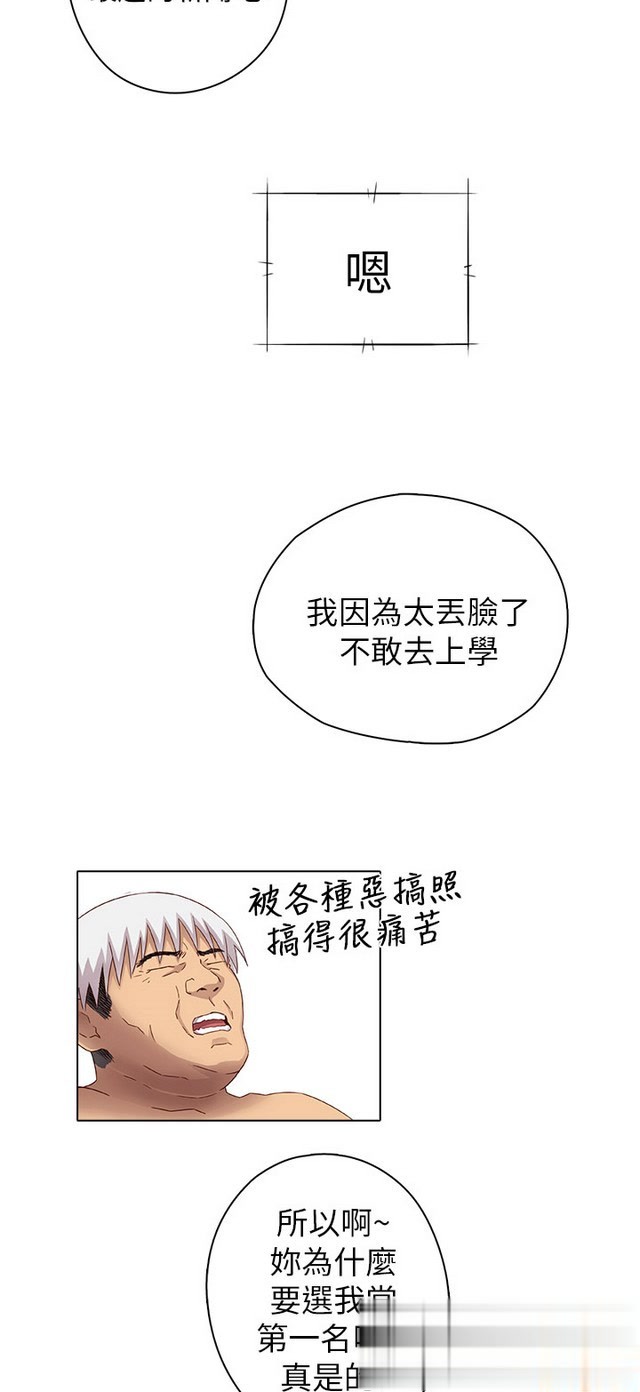 嗯
我因為太丟臉了
不敢去上學
被各種惡搞照
搞得很痛苦
所以啊~
妳為什麼
要選我當
第一名
真是的